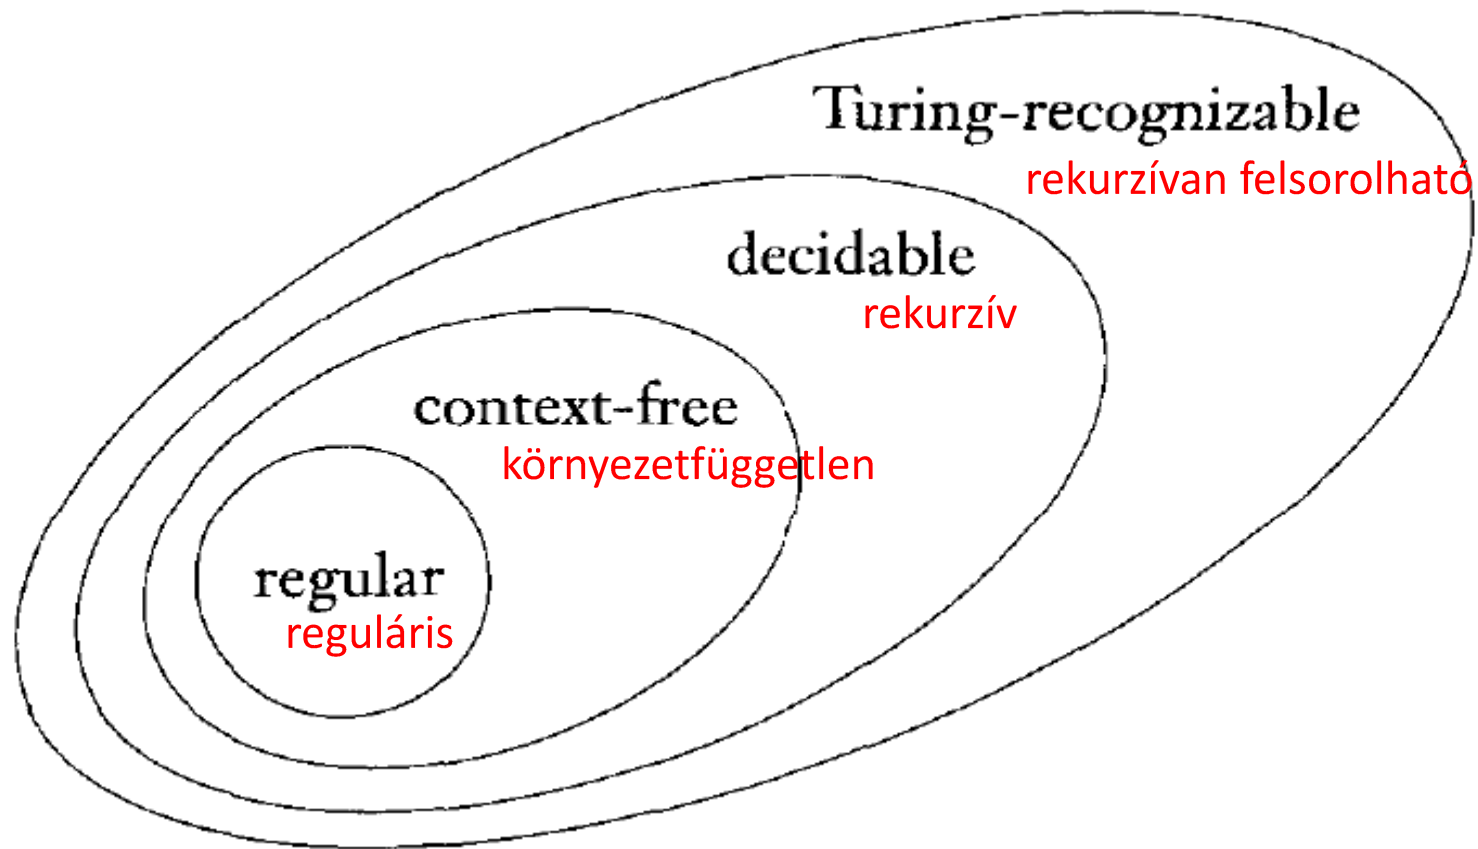 Turing-recognizable
rekurzívan felsorolható
decidable
rekurzív
context-free
környezetfüggetlen
regular
reguláris